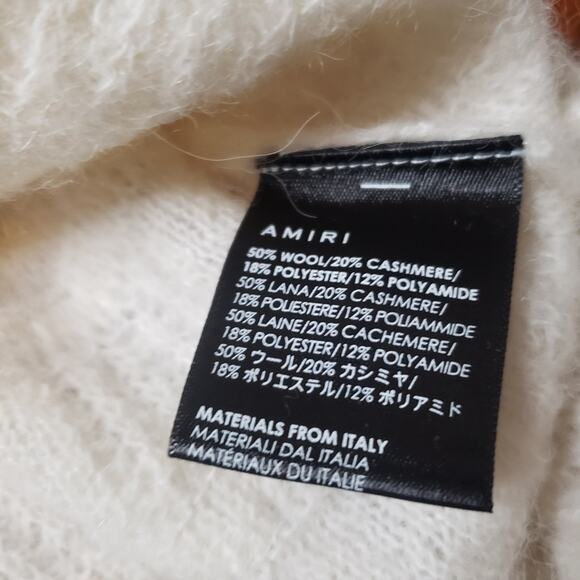 AMIRI
50% WOOL/20% CASHMERE/
18% POLYESTER/12% POLYAMIDE
50% LANA/20% CASHMERE/
18% POLIESTERE/12% POLIAMMIDE
50% LAINE/20% CACHEMERE/
18% POLYESTER/12% POLYAMIDE
50% ウール/20% カシミヤ/
18% ポリエステル/12% ポリアミド
MATERIALS FROM ITALY
MATERIALI DAL ITALIA
MATÉRIAUX DU ITALIE